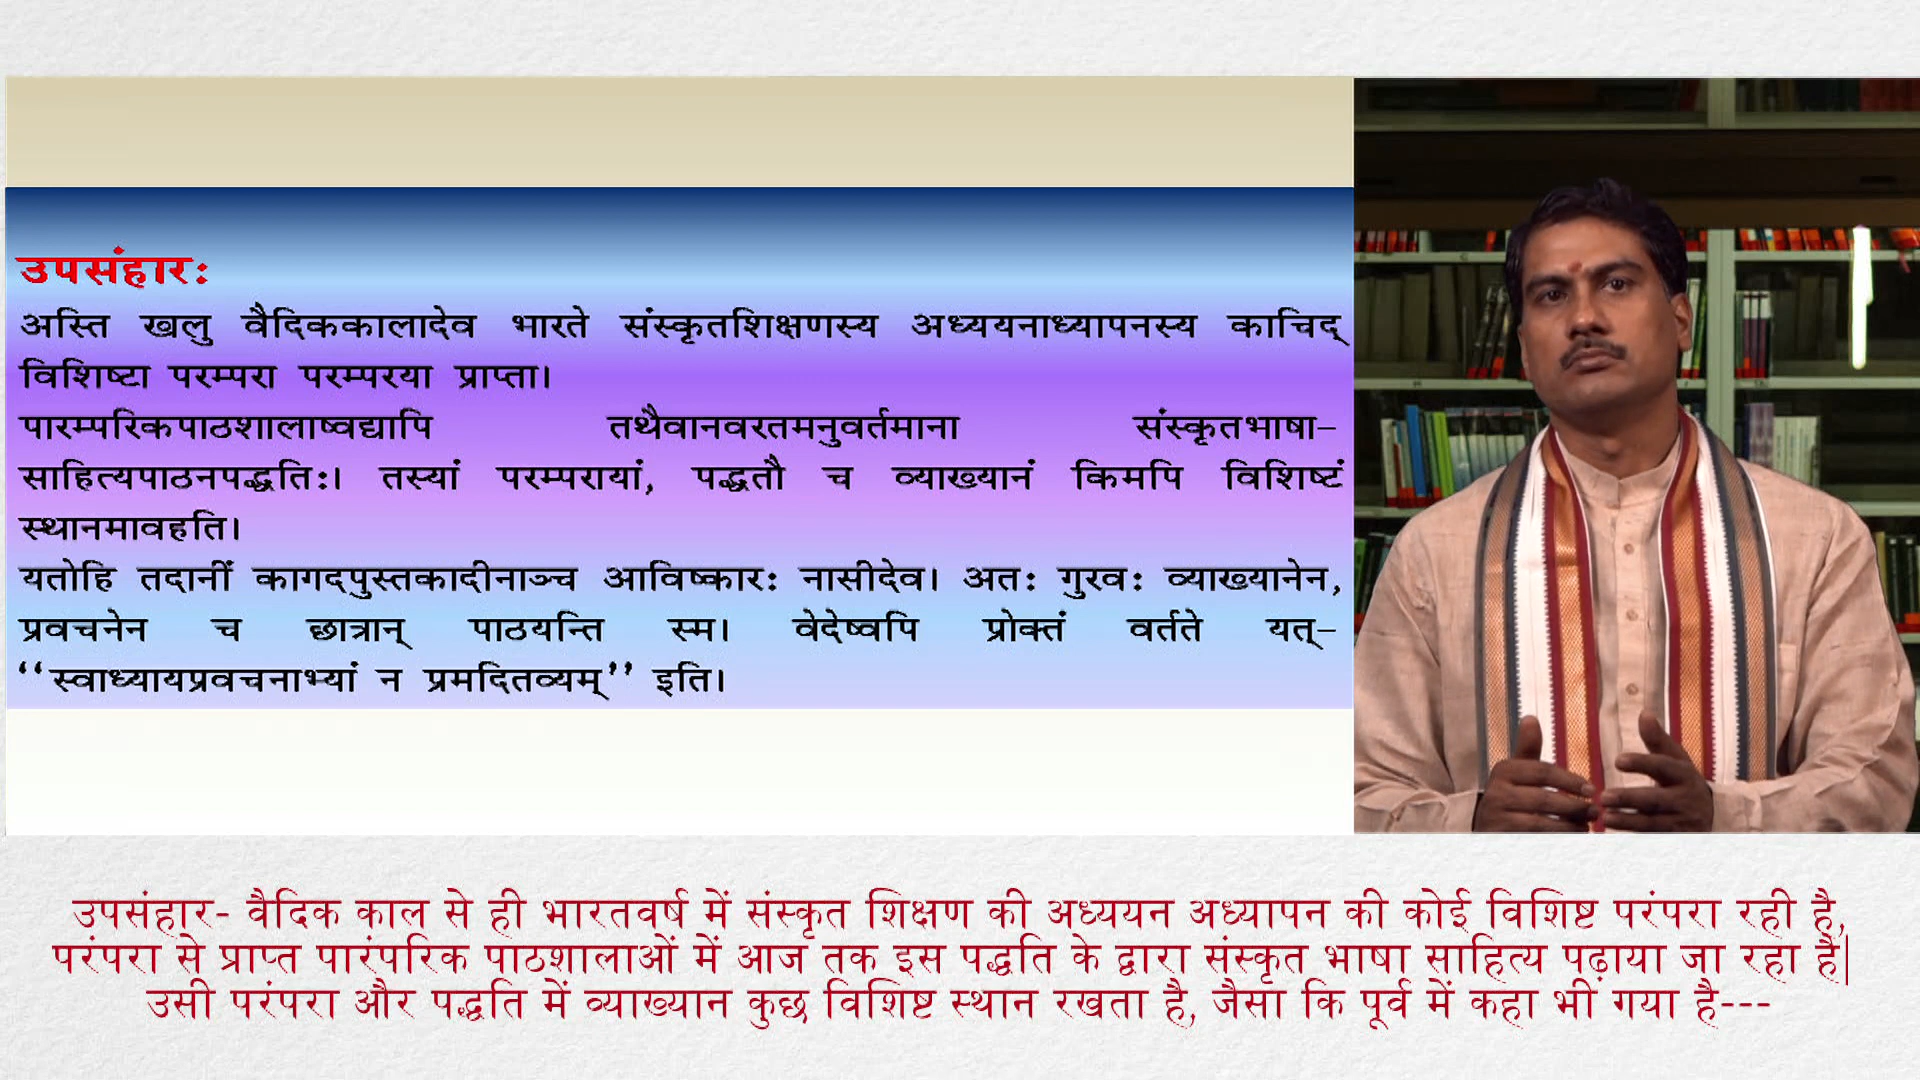 उपसंहारः
अस्ति खलु वैदिककालादेव भारते संस्कृतशिक्षणस्य अध्ययनाध्यापनस्य काचिद्
विशिष्टा परम्परा परम्परया प्राप्ता।
पारम्परिकपाठशालाष्वद्यापि तथैवानवरतमनुवर्तमाना संस्कृतभाषा–
साहित्यपाठनपद्धतिः। तस्यां परम्परायां, पद्धतौ च व्याख्यानं किमपि विशिष्टं
स्थानमावहति।
यतोहि तदानीं कागदपुस्तकादीनाञ्च आविष्कारः नासीदेव। अतः गुरवः व्याख्यानेन,
प्रवचनेन च छात्रान् पाठयन्ति स्म। वेदेष्वपि प्रोक्तं वर्तते यत्–
‘‘स्वाध्यायप्रवचनाभ्यां न प्रमदितव्यम्’’ इति।
उपसंहार- वैदिक काल से ही भारतवर्ष में संस्कृत शिक्षण की अध्ययन अध्यापन की कोई विशिष्ट परंपरा रही है,
परंपरा से प्राप्त पारंपरिक पाठशालाओं में आज तक इस पद्धति के द्वारा संस्कृत भाषा साहित्य पढ़ाया जा रहा है|
उसी परंपरा और पद्धति में व्याख्यान कुछ विशिष्ट स्थान रखता है, जैसा कि पूर्व में कहा भी गया है---